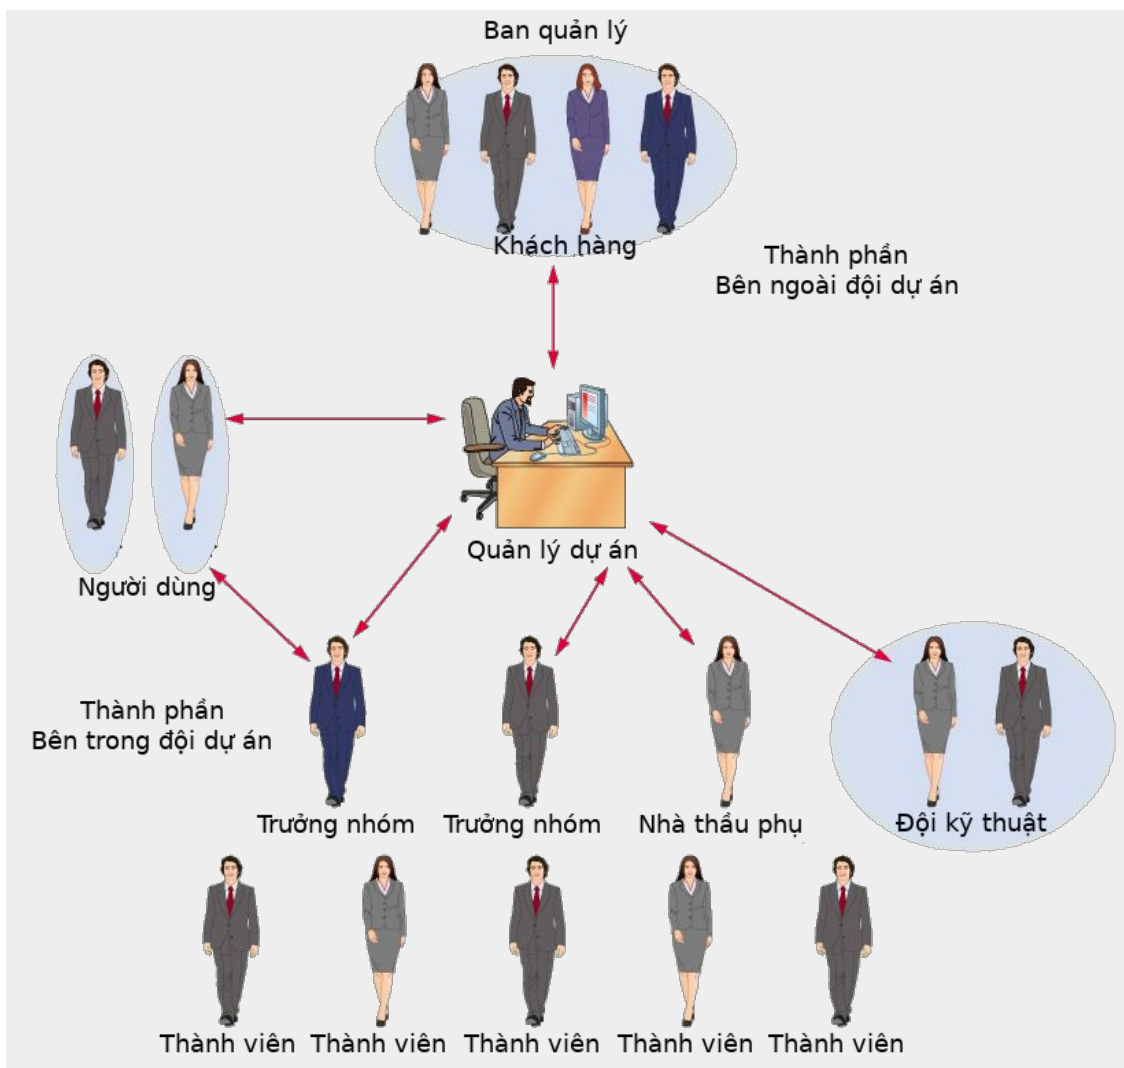 Ban quản lý
Khách hàng
Thành phần
Bên ngoài đội dự án
Quản lý dự án
Người dùng
Thành phần
Bên trong đội dự án
Trưởng nhóm
Trưởng nhóm
Nhà thầu phụ
Đội kỹ thuật
Thành viên
Thành viên
Thành viên
Thành viên
Thành viên